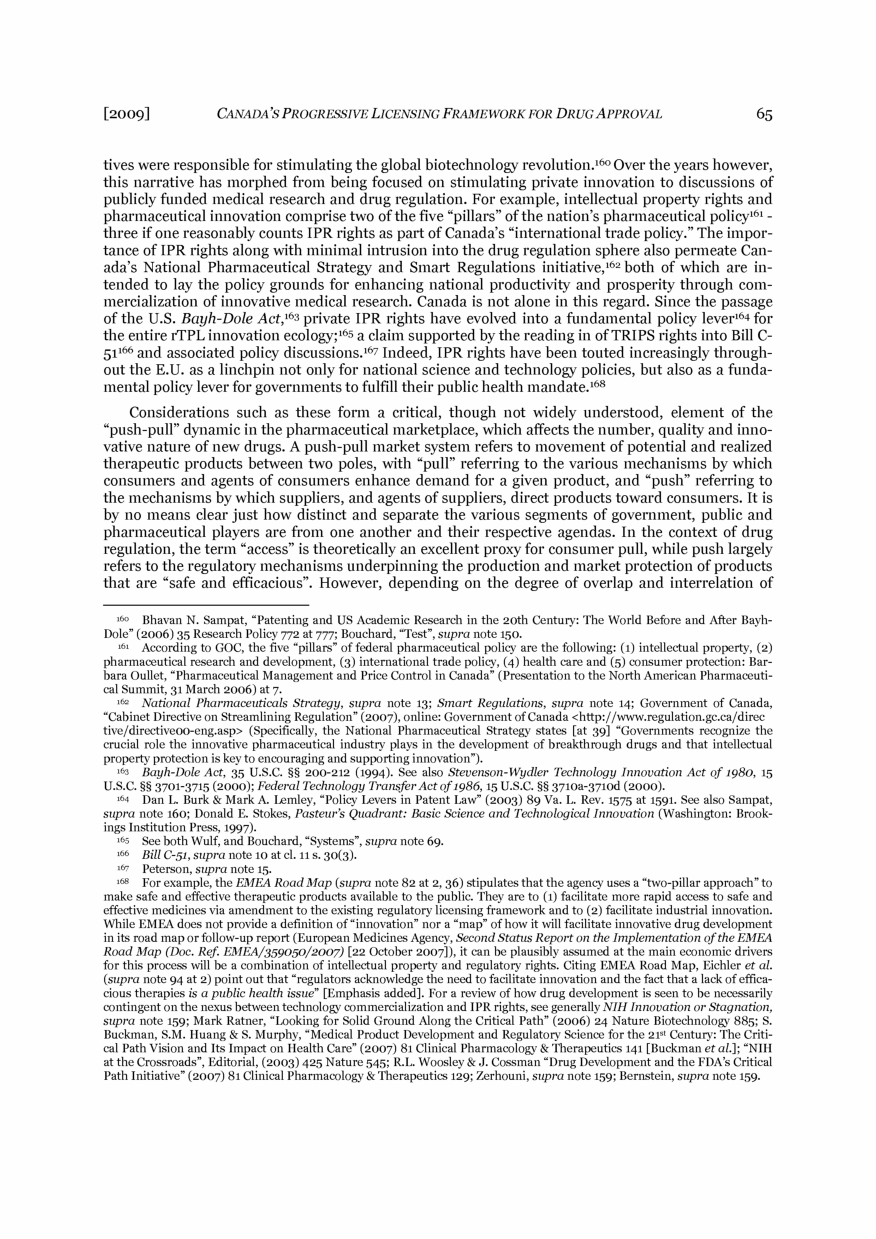 [2009] CANADA'S PROGRESSIVE LICENSING FRAMEWORK FOR DRUG APPROVAL 65
tives were responsible for stimulating the global biotechnology revolution.160 Over the years however,
this narrative has morphed from being focused on stimulating private innovation to discussions of
publicly funded medical research and drug regulation. For example, intellectual property rights and
pharmaceutical innovation comprise two of the five “pillars” of the nation’s pharmaceutical policy161 -
three if one reasonably counts IPR rights as part of Canada’s “international trade policy.” The impor-
tance of IPR rights along with minimal intrusion into the drug regulation sphere also permeate Can-
ada’s National Pharmaceutical Strategy and Smart Regulations initiative,162 both of which are in-
tended to lay the policy grounds for enhancing national productivity and prosperity through com-
mercialization of innovative medical research. Canada is not alone in this regard. Since the passage
of the U.S. Bayh-Dole Act,163 private IPR rights have evolved into a fundamental policy lever164 for
the entire rTPL innovation ecology;165 a claim supported by the reading in of TRIPS rights into Bill C-
51166 and associated policy discussions.167 Indeed, IPR rights have been touted increasingly through-
out the E.U. as a linchpin not only for national science and technology policies, but also as a funda-
mental policy lever for governments to fulfill their public health mandate.168
Considerations such as these form a critical, though not widely understood, element of the
“push-pull” dynamic in the pharmaceutical marketplace, which affects the number, quality and inno-
vative nature of new drugs. A push-pull market system refers to movement of potential and realized
therapeutic products between two poles, with “pull” referring to the various mechanisms by which
consumers and agents of consumers enhance demand for a given product, and “push” referring to
the mechanisms by which suppliers, and agents of suppliers, direct products toward consumers. It is
by no means clear just how distinct and separate the various segments of government, public and
pharmaceutical players are from one another and their respective agendas. In the context of drug
regulation, the term “access” is theoretically an excellent proxy for consumer pull, while push largely
refers to the regulatory mechanisms underpinning the production and market protection of products
that are “safe and efficacious”. However, depending on the degree of overlap and interrelation of
160 Bhavan N. Sampat, “Patenting and US Academic Research in the 20th Century: The World Before and After Bayh-
Dole” (2006) 35 Research Policy 772 at 777; Bouchard, “Test”, supra note 150.
161 According to GOC, the five “pillars” of federal pharmaceutical policy are the following: (1) intellectual property, (2)
pharmaceutical research and development, (3) international trade policy, (4) health care and (5) consumer protection: Bar-
bara Oullet, “Pharmaceutical Management and Price Control in Canada” (Presentation to the North American Pharmaceuti-
cal Summit, 31 March 2006) at 7.
162 National Pharmaceuticals Strategy, supra note 13; Smart Regulations, supra note 14; Government of Canada,
“Cabinet Directive on Streamlining Regulation” (2007), online: Government of Canada <http://www.regulation.gc.ca/direc
tive/directive00-eng.asp> (Specifically, the National Pharmaceutical Strategy states [at 39] “Governments recognize the
crucial role the innovative pharmaceutical industry plays in the development of breakthrough drugs and that intellectual
property protection is key to encouraging and supporting innovation”).
163 Bayh-Dole Act, 35 U.S.C. §§ 200-212 (1994). See also Stevenson-Wydler Technology Innovation Act of 1980, 15
U.S.C. §§ 3701-3715 (2000); Federal Technology Transfer Act of 1986, 15 U.S.C. §§ 3710a-3710d (2000).
164 Dan L. Burk & Mark A. Lemley, “Policy Levers in Patent Law” (2003) 89 Va. L. Rev. 1575 at 1591. See also Sampat,
supra note 160; Donald E. Stokes, Pasteur’s Quadrant: Basic Science and Technological Innovation (Washington: Brook-
ings Institution Press, 1997).
165 See both Wulf, and Bouchard, “Systems”, supra note 69.
166 Bill C-51, supra note 10 at cl. 11 s. 30(3).
167 Peterson, supra note 15.
168 For example, the EMEA Road Map (supra note 82 at 2, 36) stipulates that the agency uses a “two-pillar approach” to
make safe and effective therapeutic products available to the public. They are to (1) facilitate more rapid access to safe and
effective medicines via amendment to the existing regulatory licensing framework and to (2) facilitate industrial innovation.
While EMEA does not provide a definition of “innovation” nor a “map” of how it will facilitate innovative drug development
in its road map or follow-up report (European Medicines Agency, Second Status Report on the Implementation of the EMEA
Road Map (Doc. Ref. EMEA/359050/2007) [22 October 2007]), it can be plausibly assumed at the main economic drivers
for this process will be a combination of intellectual property and regulatory rights. Citing EMEA Road Map, Eichler et al.
(supra note 94 at 2) point out that “regulators acknowledge the need to facilitate innovation and the fact that a lack of effica-
cious therapies is a public health issue” [Emphasis added]. For a review of how drug development is seen to be necessarily
contingent on the nexus between technology commercialization and IPR rights, see generally NIH Innovation or Stagnation,
supra note 159; Mark Ratner, “Looking for Solid Ground Along the Critical Path” (2006) 24 Nature Biotechnology 885; S.
Buckman, S.M. Huang & S. Murphy, “Medical Product Development and Regulatory Science for the 21st Century: The Criti-
cal Path Vision and Its Impact on Health Care” (2007) 81 Clinical Pharmacology & Therapeutics 141 [Buckman et al.]; “NIH
at the Crossroads”, Editorial, (2003) 425 Nature 545; R.L. Woosley & J. Cossman “Drug Development and the FDA’s Critical
Path Initiative” (2007) 81 Clinical Pharmacology & Therapeutics 129; Zerhouni, supra note 159; Bernstein, supra note 159.